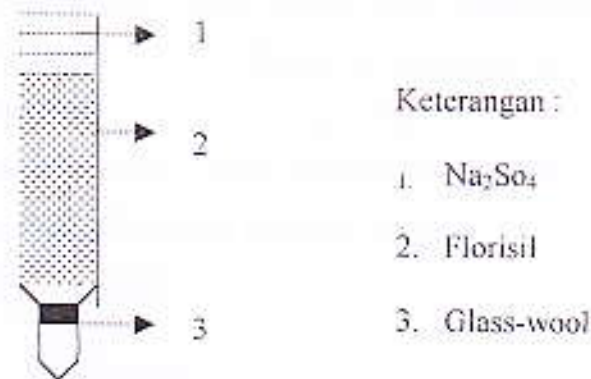 1
2
3
Keterangan :
1. Na₂So₄
2. Florisil
3. Glass-wool